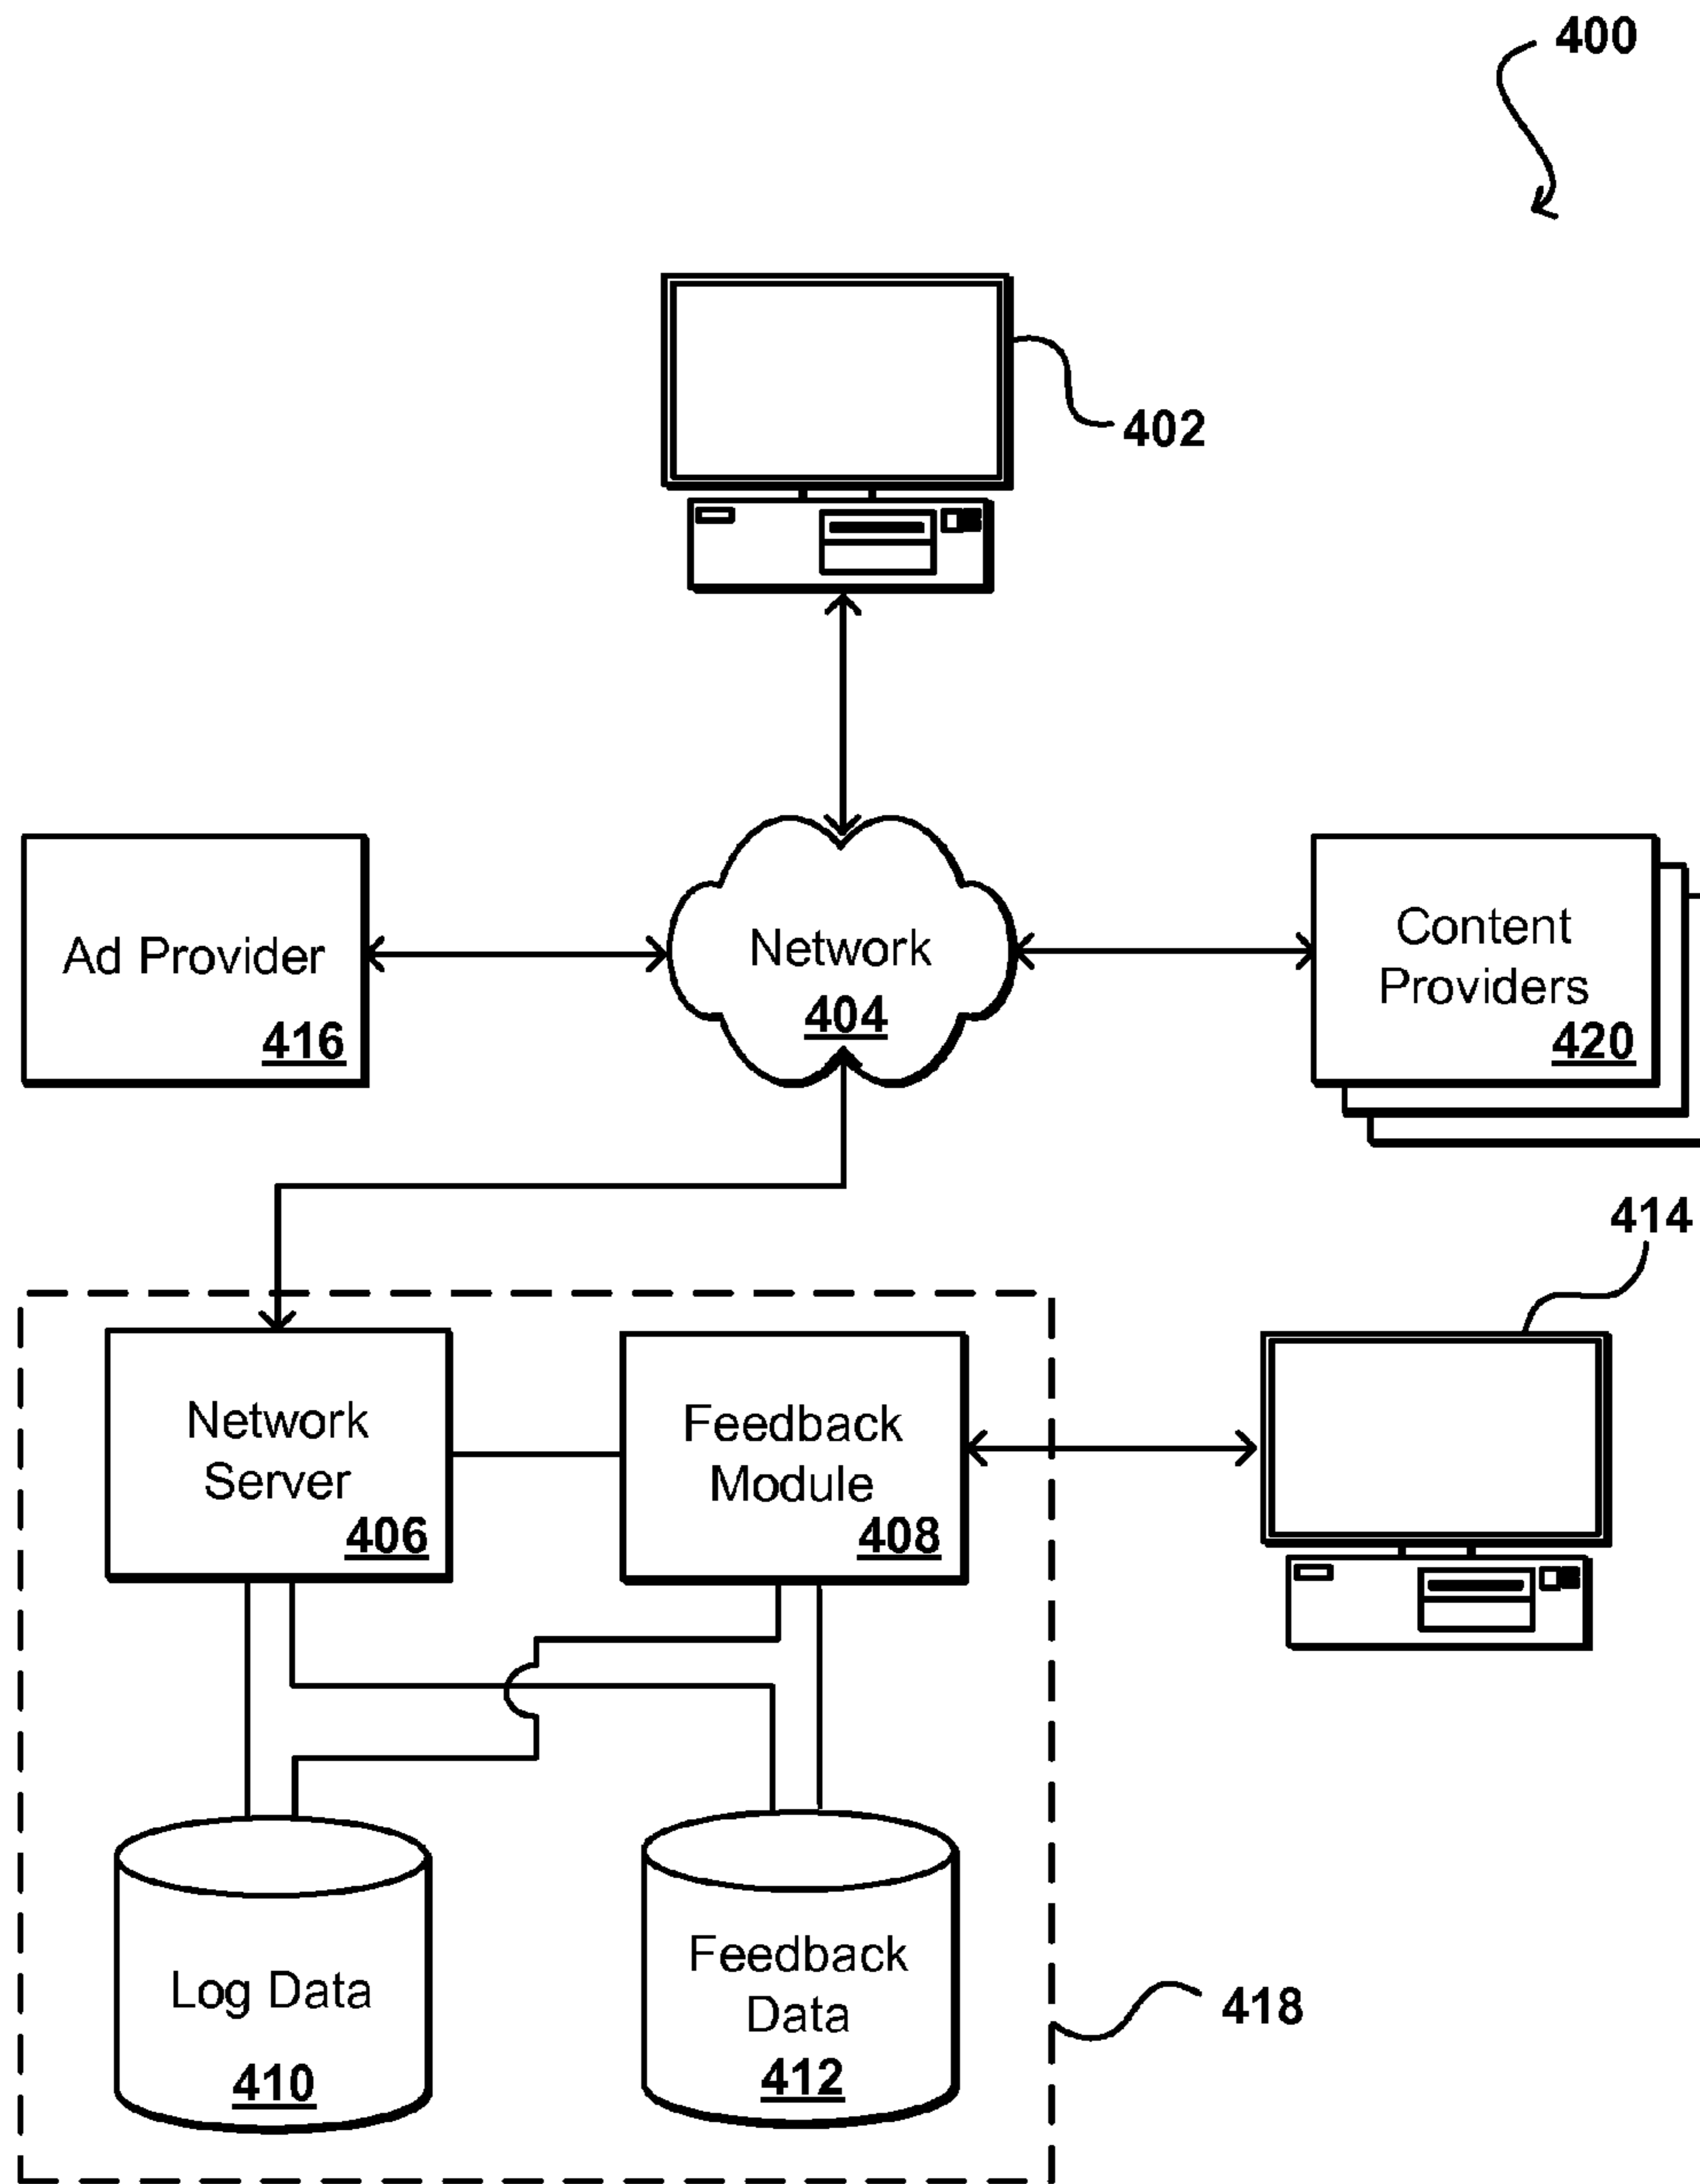 400
402
Ad Provider
416
Network
404
Content
Providers
420
414
Network
Server
406
Feedback
Module
408
Log Data
410
Feedback
Data
412
418